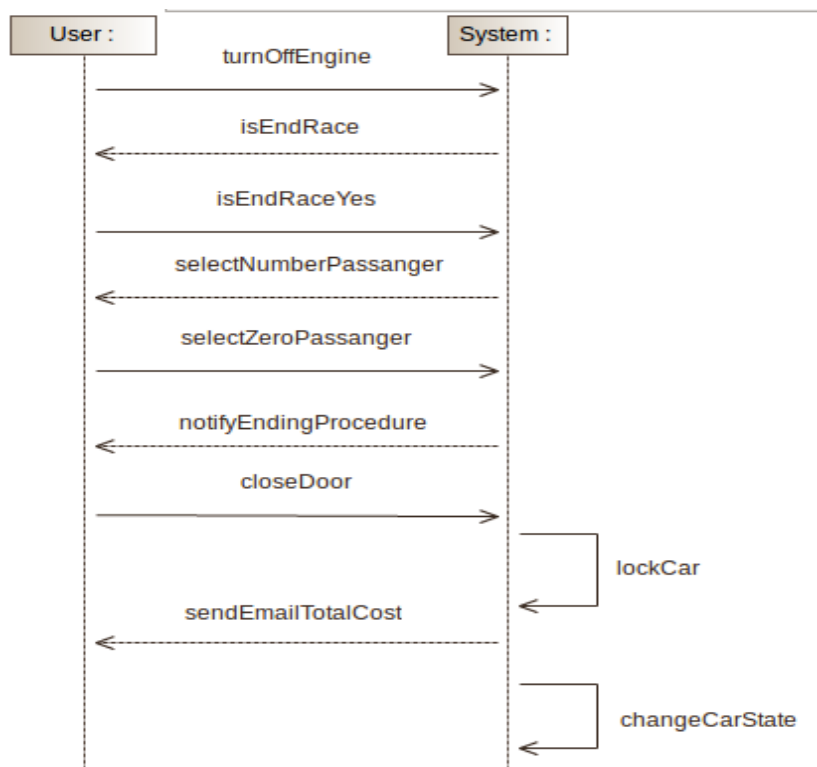 User :
System :
turnOffEngine
isEndRace
isEndRaceYes
selectNumberPassanger
selectZeroPassanger
notifyEndingProcedure
closeDoor
lockCar
sendEmailTotalCost
changeCarState